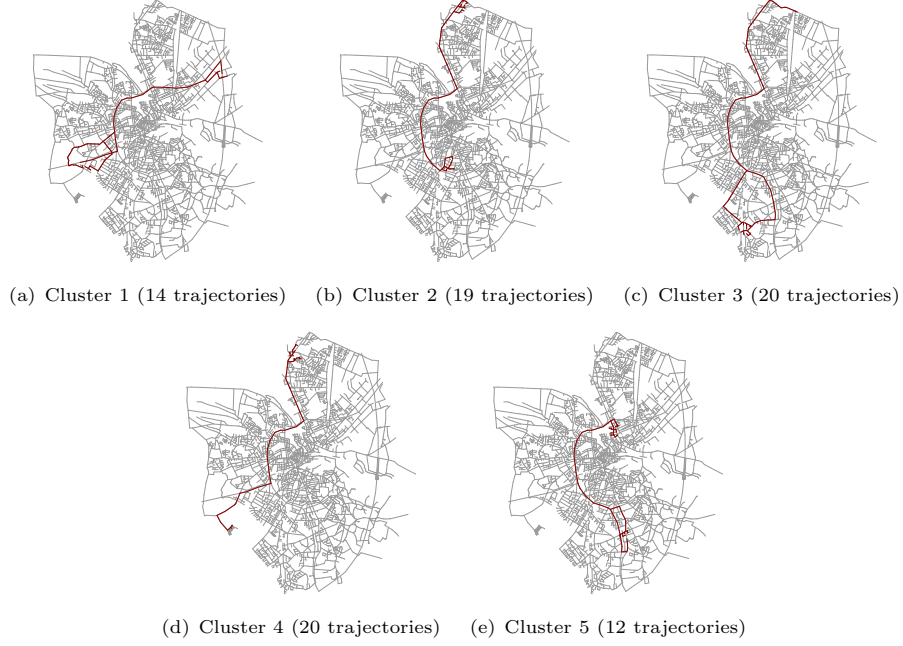 (a) Cluster 1 (14 trajectories) (b) Cluster 2 (19 trajectories) (c) Cluster 3 (20 trajectories)
(d) Cluster 4 (20 trajectories) (e) Cluster 5 (12 trajectories)